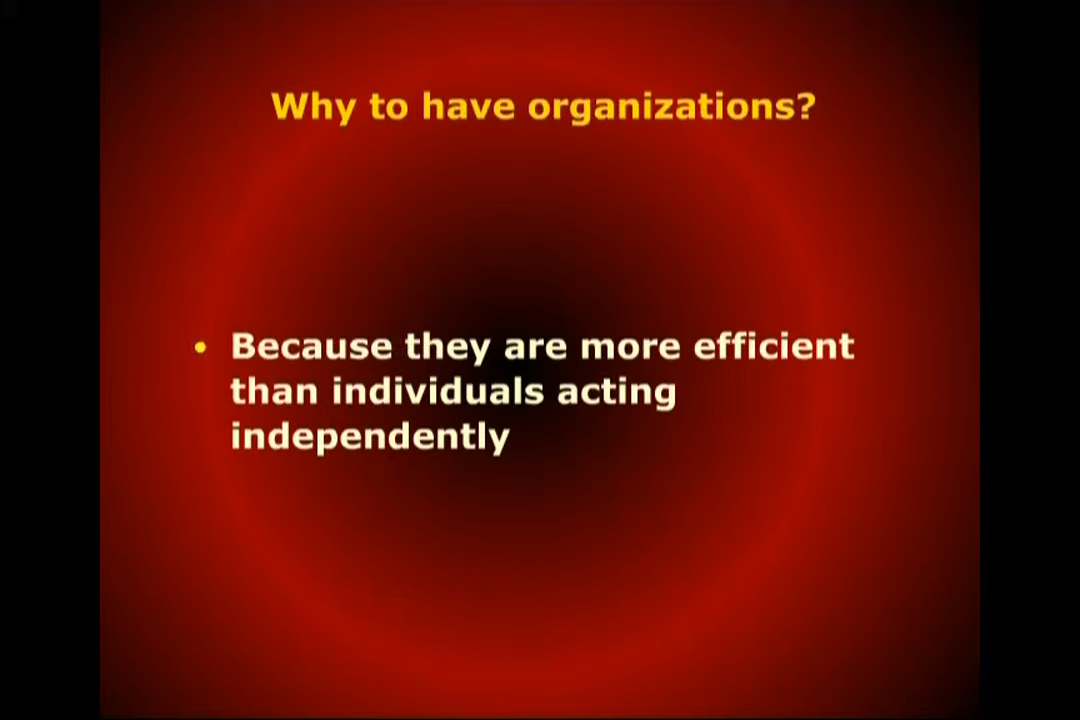 Why to have organizations?
• Because they are more efficient
than individuals acting
independently